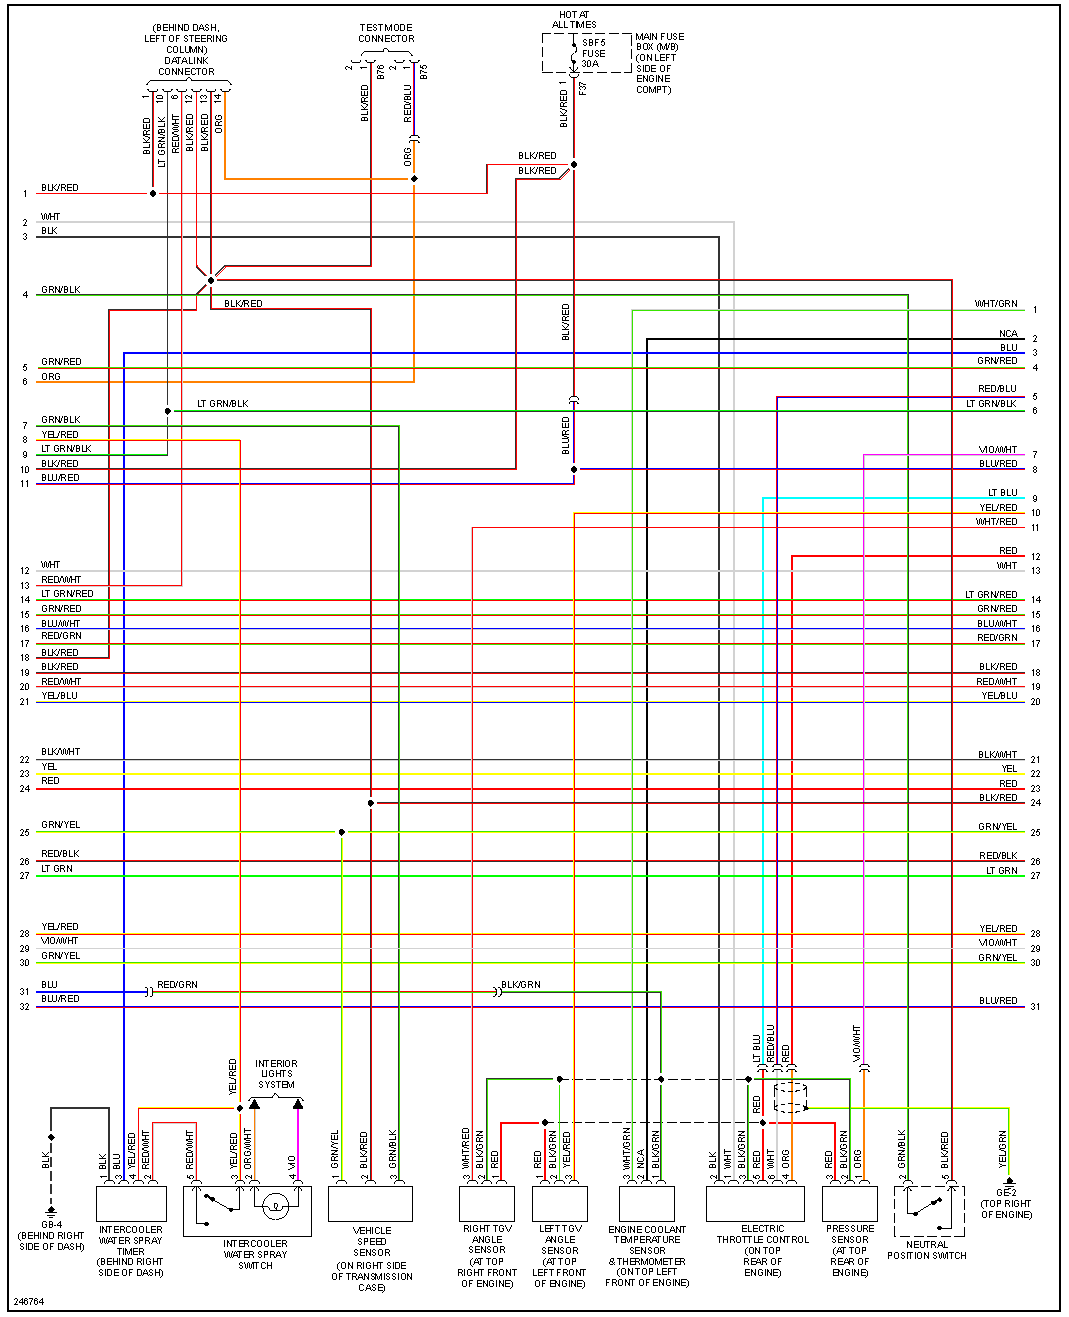 (BEHIND DASH,
LEFT OF STEERING
COLUMN)
DATALINK
CONNECTOR
TEST MODE
CONNECTOR
HOT AT
ALL TIMES
SBF5
FUSE
30A
MAIN FUSE
BOX (M/B)
(ON LEFT
SIDE OF
ENGINE
COMPT)
1 10 6 12 13 14
2 1 B76
2 1 B75
1 F37
BLK/RED
LT GRN/BLK
RED/WHT
BLK/RED
BLK/RED
ORG
BLK/RED
RED/BLU
ORG
BLK/RED
BLK/RED
BLK/RED
1 BLK/RED
2 WHT
3 BLK
4 GRN/BLK
BLK/RED
BLK/RED
5 GRN/RED
6 ORG
LT GRN/BLK
7 GRN/BLK
8 YEL/RED
9 LT GRN/BLK
10 BLK/RED
11 BLU/RED
BLU/RED
12 WHT
13 RED/WHT
14 LT GRN/RED
15 GRN/RED
16 BLU/WHT
17 RED/GRN
18 BLK/RED
19 BLK/RED
20 RED/WHT
21 YEL/BLU
22 BLK/WHT
23 YEL
24 RED
25 GRN/YEL
26 RED/BLK
27 LT GRN
28 YEL/RED
29 VIO/WHT
30 GRN/YEL
31 BLU
RED/GRN
BLK/GRN
32 BLU/RED
WHT/GRN 1
NCA 2
BLU 3
GRN/RED 4
RED/BLU 5
LT GRN/BLK 6
VIO/WHT 7
BLU/RED 8
LT BLU 9
YEL/RED 10
WHT/RED 11
RED 12
WHT 13
LT GRN/RED 14
GRN/RED 15
BLU/WHT 16
RED/GRN 17
BLK/RED 18
RED/WHT 19
YEL/BLU 20
BLK/WHT 21
YEL 22
RED 23
BLK/RED 24
GRN/YEL 25
RED/BLK 26
LT GRN 27
YEL/RED 28
VIO/WHT 29
GRN/YEL 30
BLU/RED 31
YEL/RED
INTERIOR
LIGHTS
SYSTEM
LT BLU
RED/BLU
RED
VIO/WHT
RED
BLK
BLK 1
BLU 3
YEL/RED 4
RED/WHT 2
RED/WHT 5
YEL/RED 3
ORG/WHT 2
VIO 4
GRN/YEL 1
BLK/RED 2
GRN/BLK 3
WHT/RED 3
BLK/GRN 2
RED 1
RED 1
BLK/GRN 2
YEL/RED 3
WHT/GRN 3
NCA 2
BLK/GRN 1
BLK 2
WHT 1
BLK/GRN 3
RED 5
WHT 6
ORG 4
RED 3
BLK/GRN 2
ORG 1
GRN/BLK 2
BLK/RED 5
YEL/GRN
GB-4
(BEHIND RIGHT
SIDE OF DASH)
INTERCOOLER
WATER SPRAY
TIMER
(BEHIND RIGHT
SIDE OF DASH)
INTERCOOLER
WATER SPRAY
SWITCH
VEHICLE
SPEED
SENSOR
(ON RIGHT SIDE
OF TRANSMISSION
CASE)
RIGHT TGV
ANGLE
SENSOR
(AT TOP
RIGHT FRONT
OF ENGINE)
LEFT TGV
ANGLE
SENSOR
(AT TOP
LEFT FRONT
OF ENGINE)
ENGINE COOLANT
TEMPERATURE
SENSOR
& THERMOMETER
(ON TOP LEFT
FRONT OF ENGINE)
ELECTRIC
THROTTLE CONTROL
(ON TOP
REAR OF
ENGINE)
PRESSURE
SENSOR
(AT TOP
REAR OF
ENGINE)
NEUTRAL
POSITION SWITCH
GE-2
(TOP RIGHT
OF ENGINE)
246764